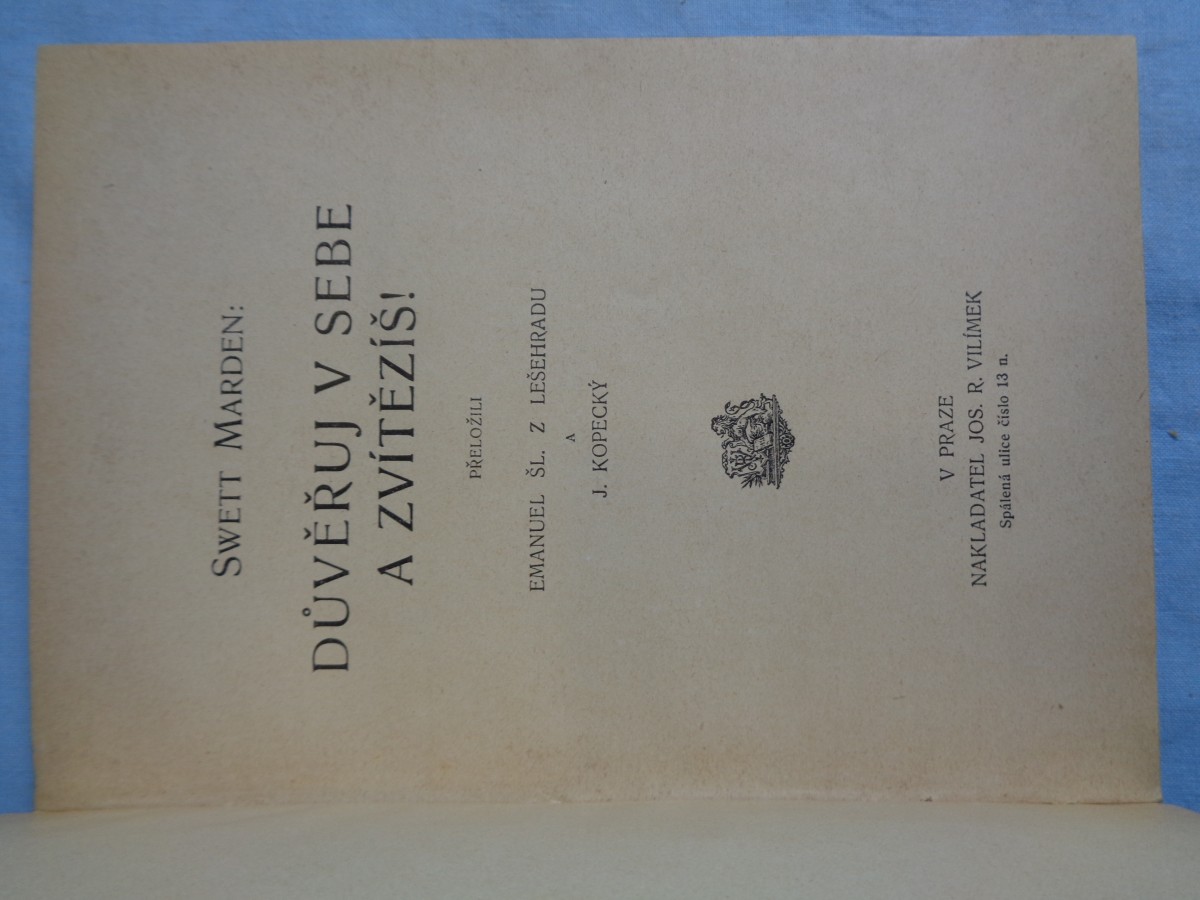 SWETT MARDEN:
DŮVĚŘUJ V SEBE
A ZVÍTĚZÍŠ!
PŘELOŽILI
EMANUEL ŠL. Z LEŠEHRADU
A
J. KOPECKÝ
V PRAZE
NAKLADATEL JOS. R. VILÍMEK
Spálená ulice číslo 13 n.